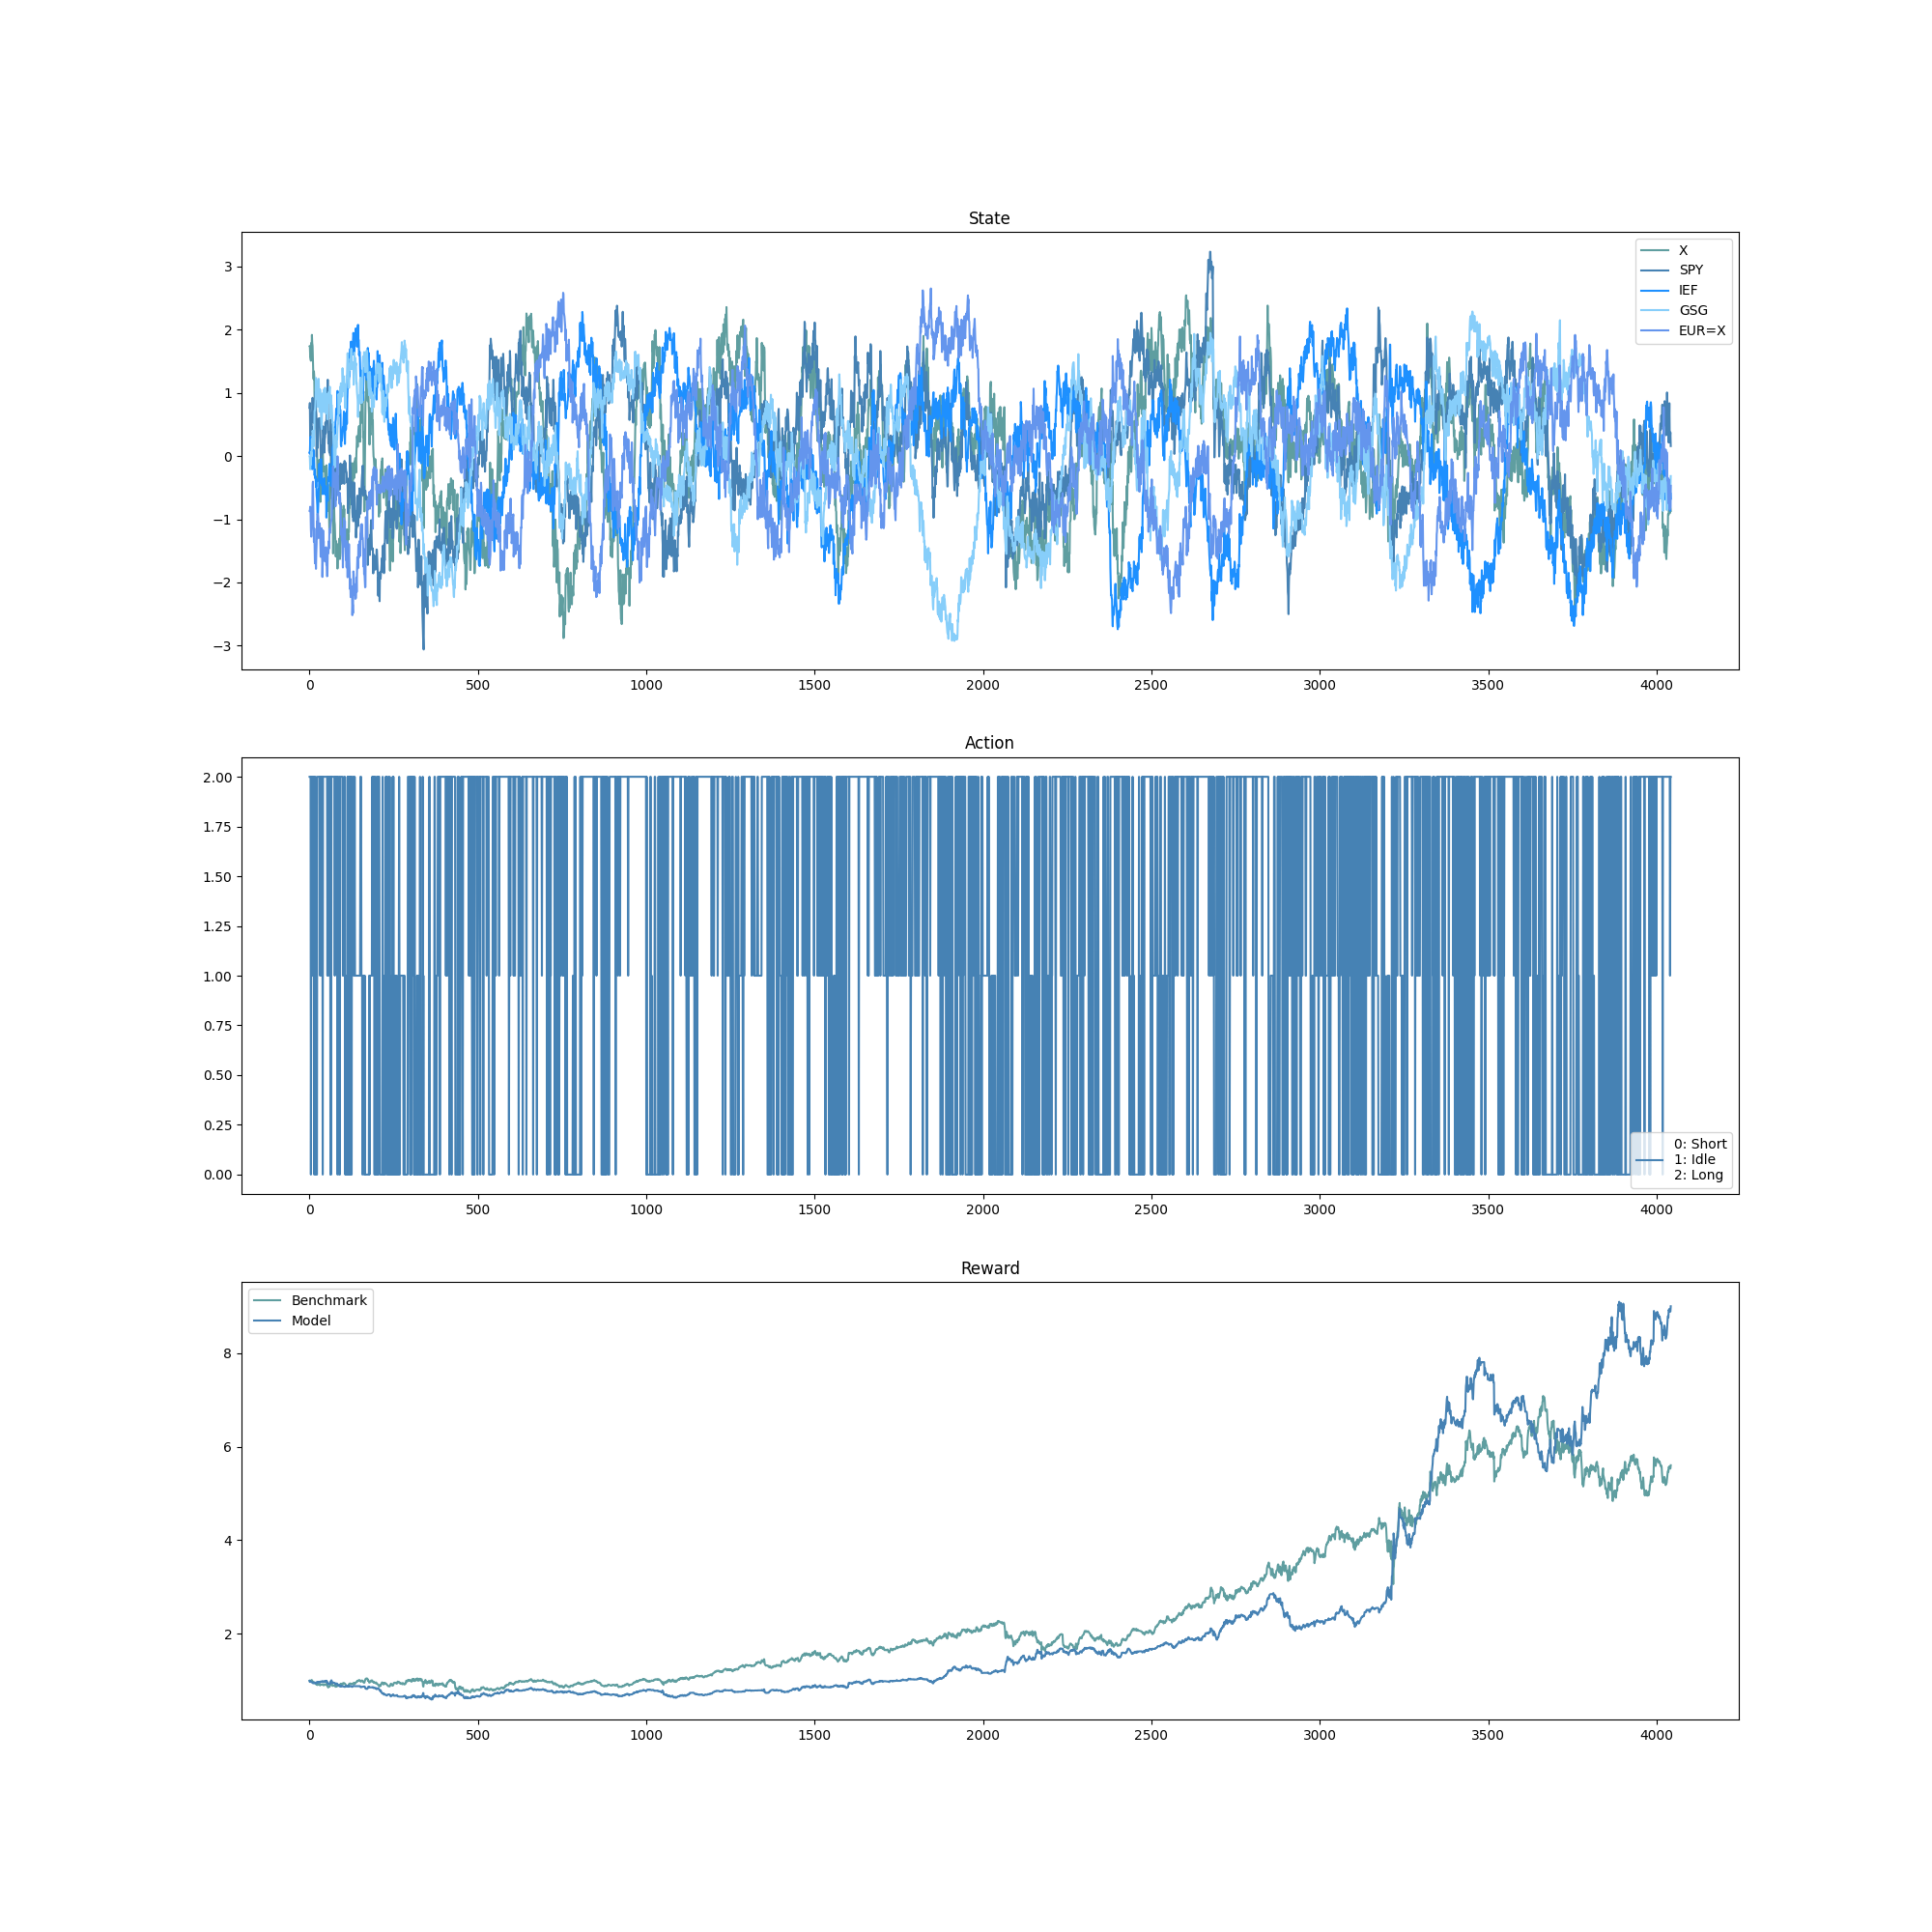 State
3
2
1
0
−1
−2
−3
X
SPY
IEF
GSG
EUR=X
0 500 1000 1500 2000 2500 3000 3500 4000
Action
2.00
1.75
1.50
1.25
1.00
0.75
0.50
0.25
0.00
0: Short
1: Idle
2: Long
0 500 1000 1500 2000 2500 3000 3500 4000
Reward
Benchmark
Model
8
6
4
2
0 500 1000 1500 2000 2500 3000 3500 4000